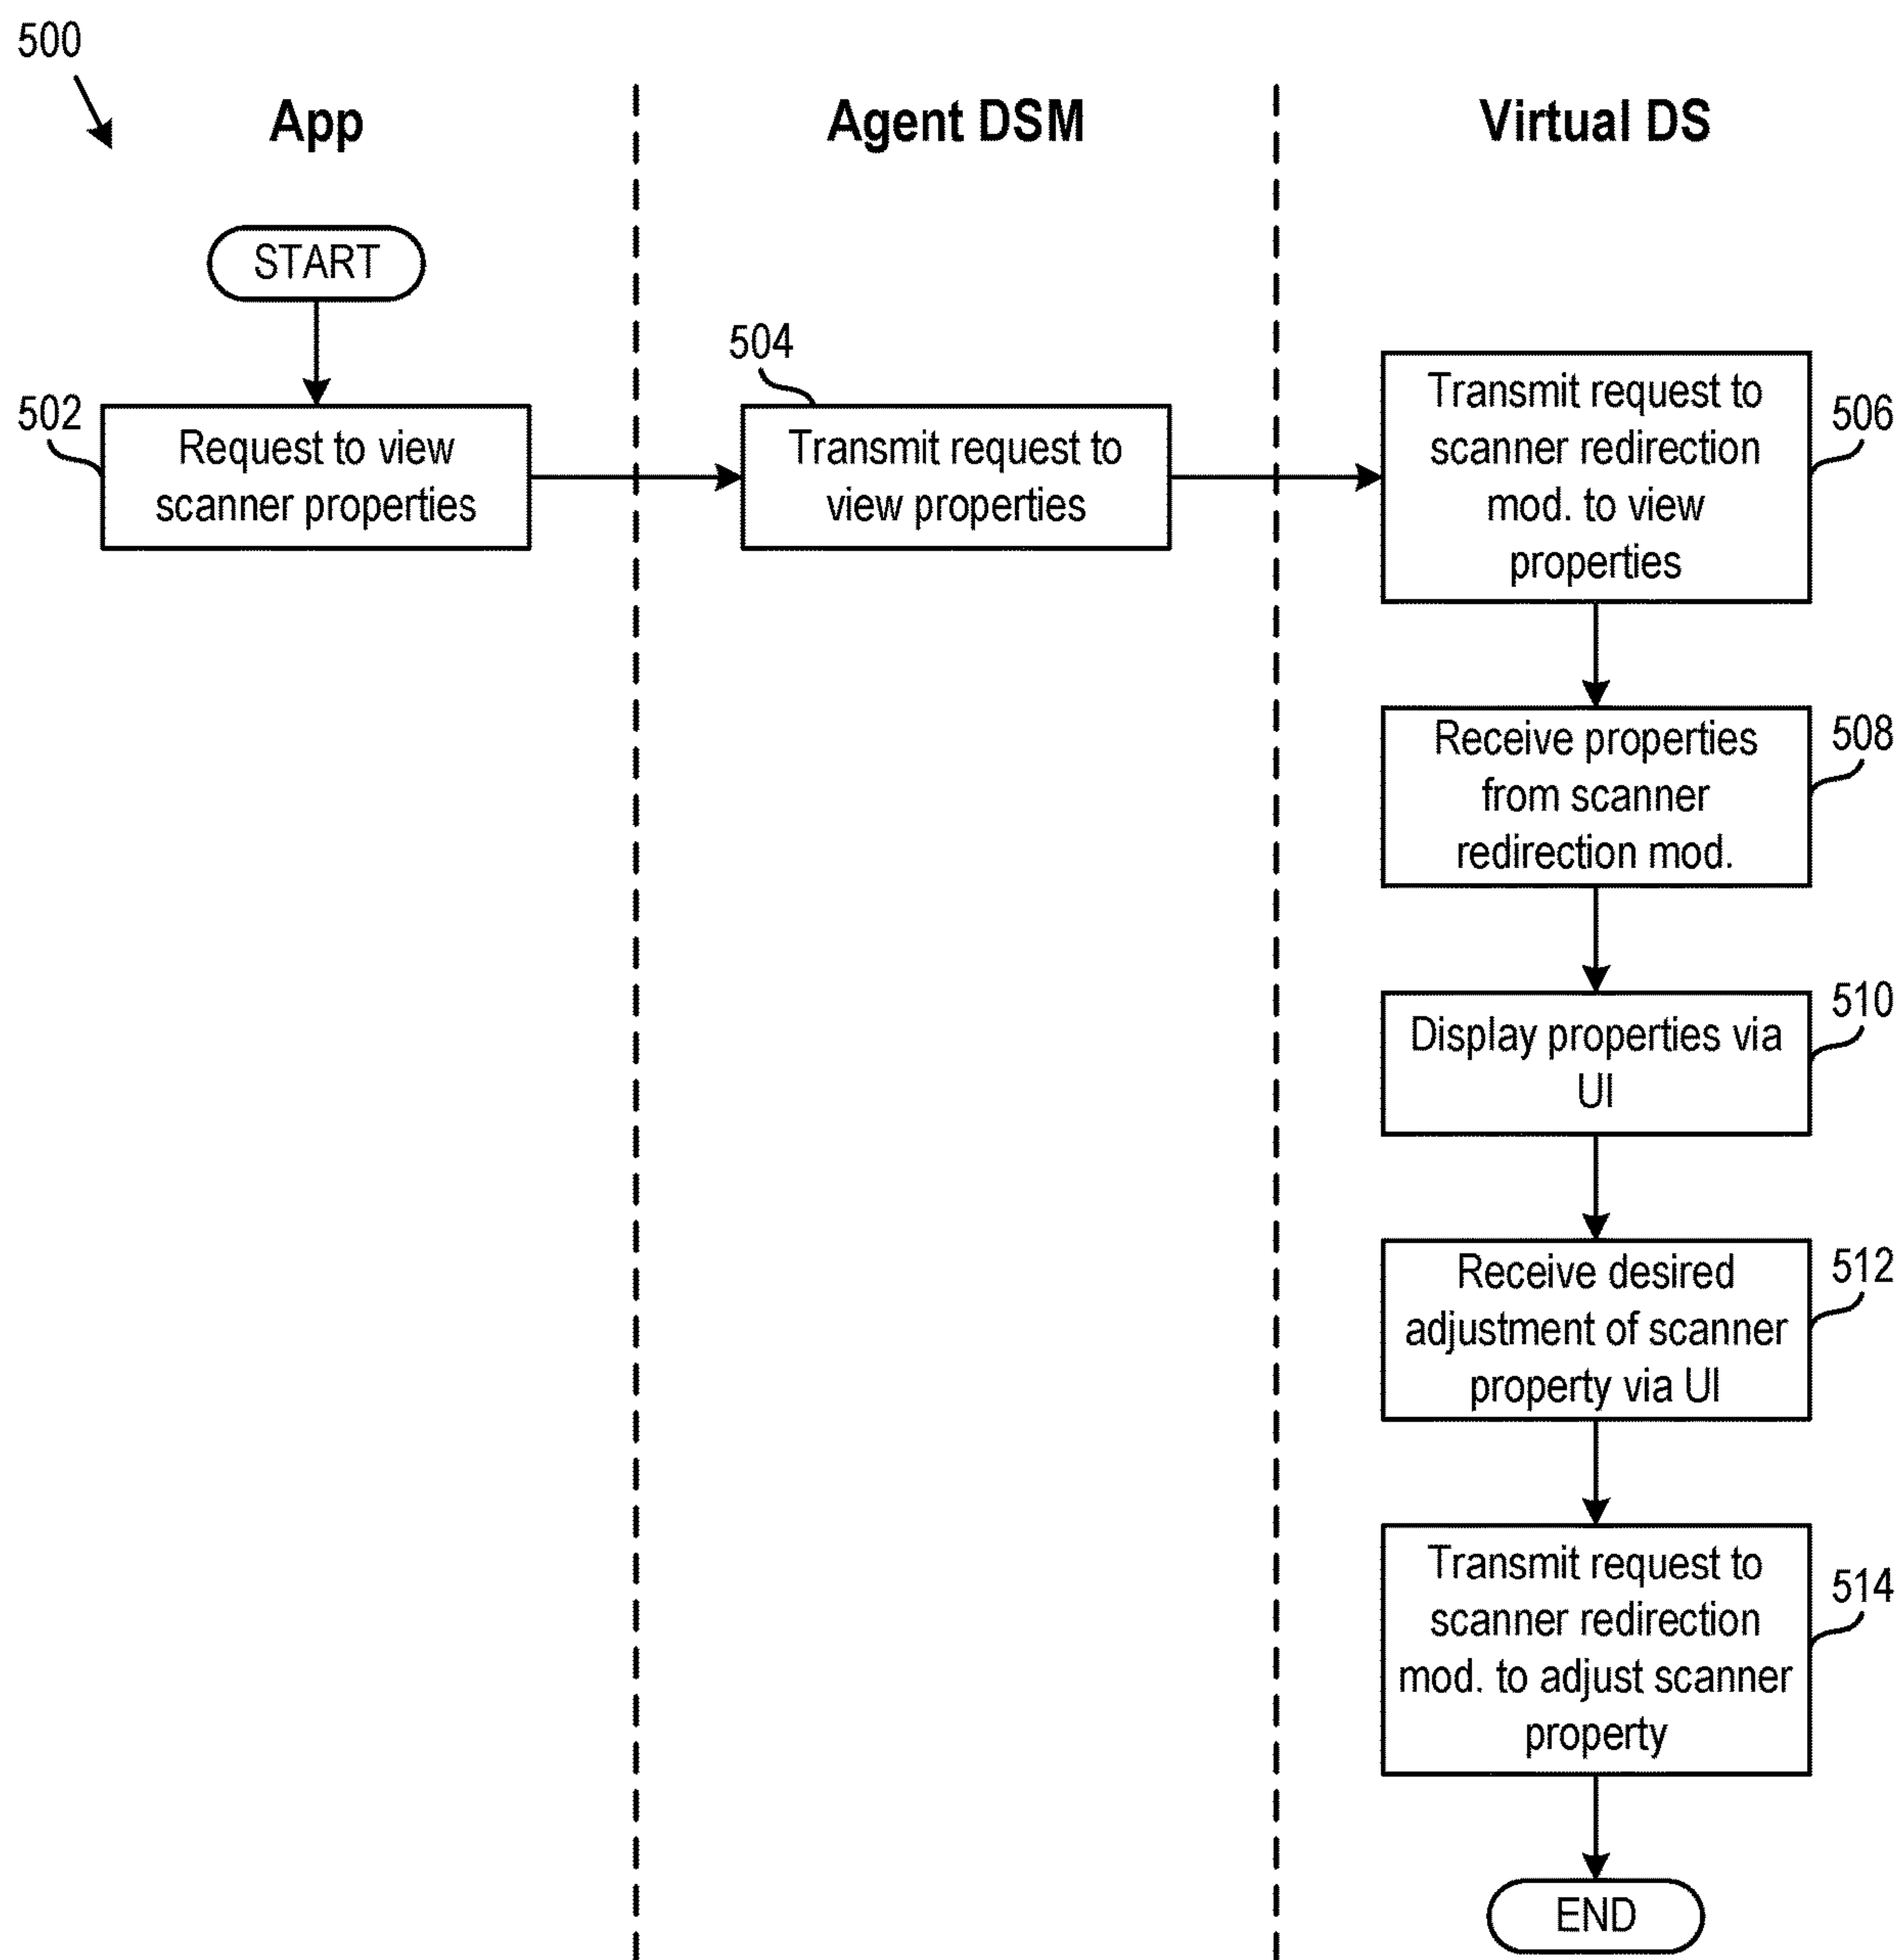 500
App
Agent DSM
Virtual DS
START
502
Request to view
scanner properties
504
Transmit request to
view properties
506
Transmit request to
scanner redirection
mod. to view
properties
508
Receive properties
from scanner
redirection mod.
510
Display properties via
UI
512
Receive desired
adjustment of scanner
property via UI
514
Transmit request to
scanner redirection
mod. to adjust scanner
property
END